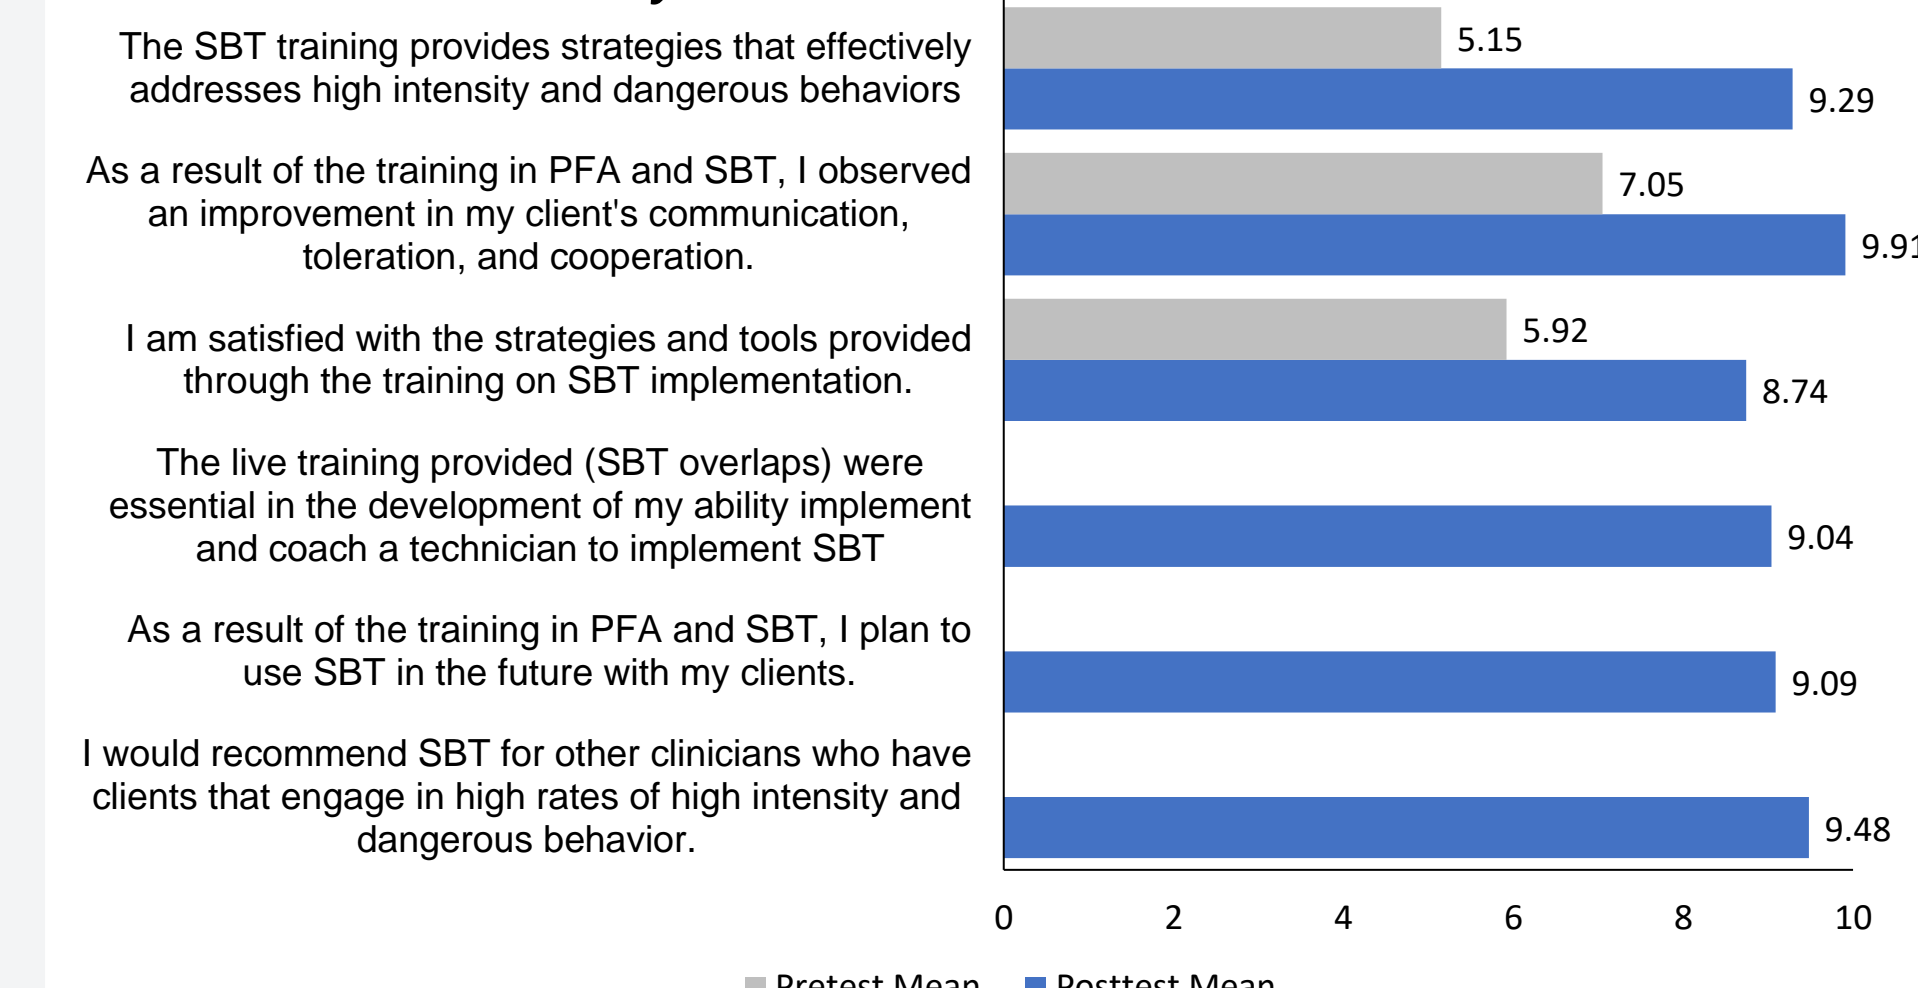 The SBT training provides strategies that effectively
addresses high intensity and dangerous behaviors
5.15
9.29
As a result of the training in PFA and SBT, I observed
an improvement in my client's communication,
toleration, and cooperation.
7.05
9.91
I am satisfied with the strategies and tools provided
through the training on SBT implementation.
5.92
8.74
The live training provided (SBT overlaps) were
essential in the development of my ability implement
and coach a technician to implement SBT
9.04
As a result of the training in PFA and SBT, I plan to
use SBT in the future with my clients.
9.09
I would recommend SBT for other clinicians who have
clients that engage in high rates of high intensity and
dangerous behavior.
9.48
0 2 4 6 8 10
Pretest Mean Posttest Mean